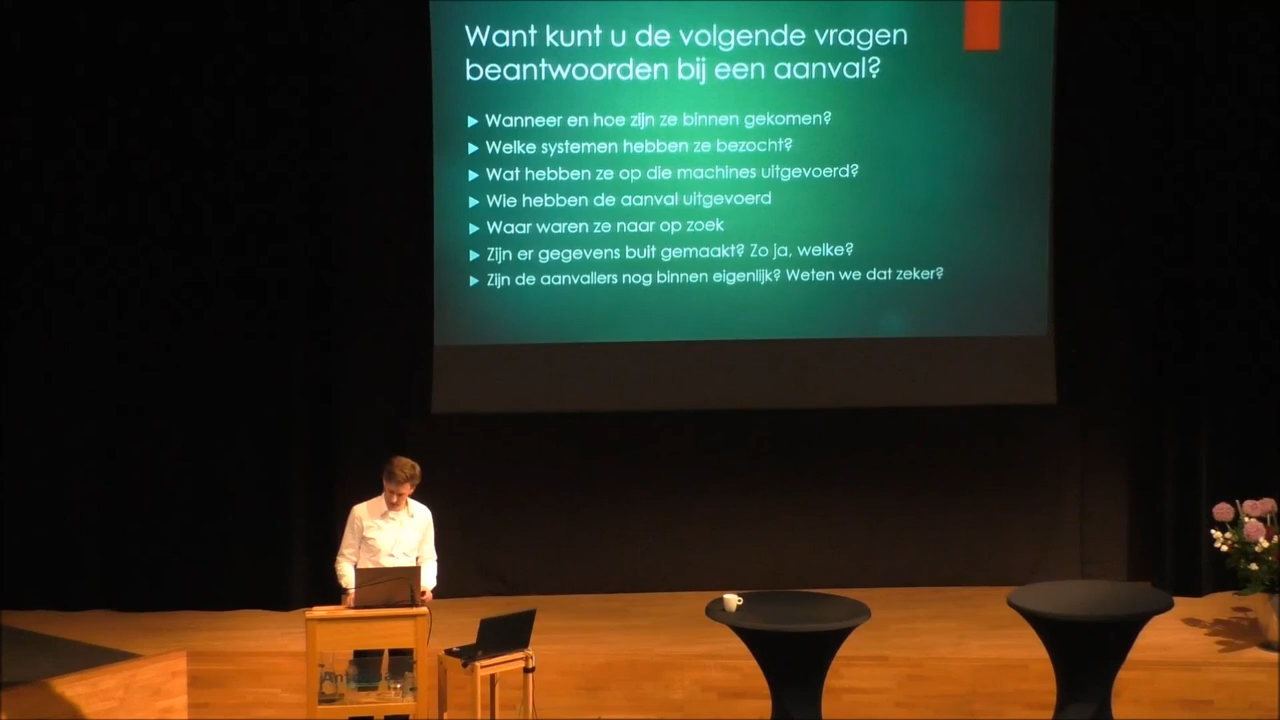 Want kunt u de volgende vragen
beantwoorden bij een aanval?
Wanneer en hoe zijn ze binnen gekomen?
Welke systemen hebben ze bezocht?
Wat hebben ze op die machines uitgevoerd?
Wie hebben de aanval uitgevoerd
Waar waren ze naar op zoek
Zijn er gegevens buit gemaakt? Zo ja, welke?
Zijn de aanvallers nog binnen eigenlijk? Weten we dat zeker?